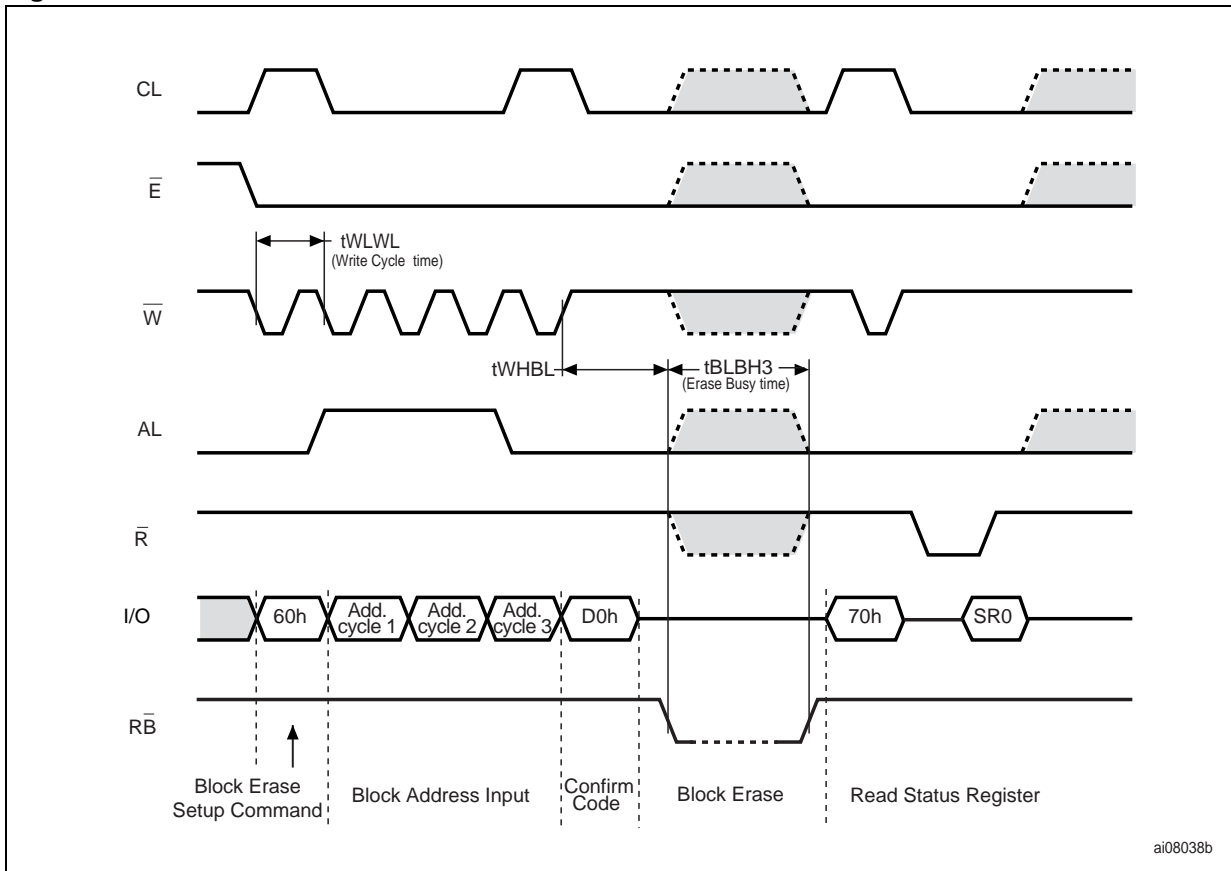 CL
E̅
tWLWL
(Write Cycle time)
W̅
tWHBL
tBLBH3
(Erase Busy time)
AL
R̅
I/O
60h
Add.
cycle 1
Add.
cycle 2
Add.
cycle 3
D0h
70h
SR0
RB̅
Block Erase
Setup Command
Block Address Input
Confirm
Code
Block Erase
Read Status Register
ai08038b